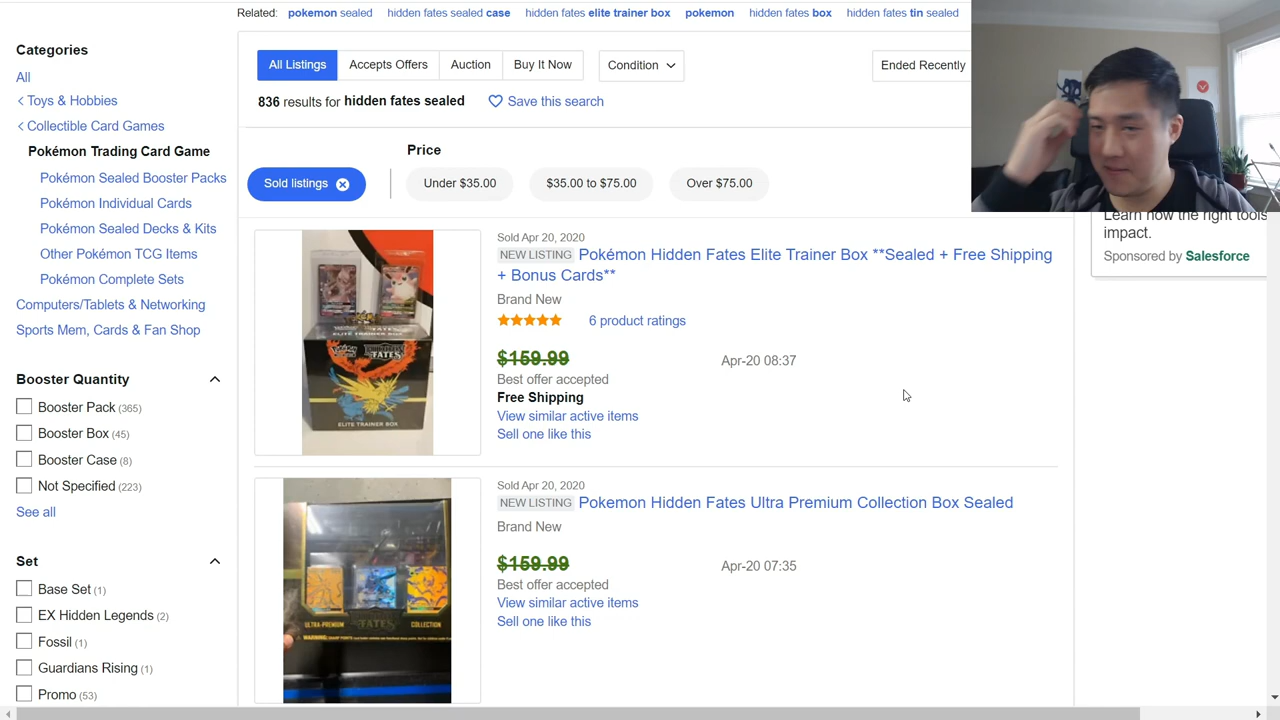 Related: pokemon sealed hidden fates sealed case hidden fates elite trainer box pokemon hidden fates box hidden fates tin sealed
Categories
All
< Toys & Hobbies
< Collectible Card Games
Pokémon Trading Card Game
Pokémon Sealed Booster Packs
Pokémon Individual Cards
Pokémon Sealed Decks & Kits
Other Pokémon TCG Items
Pokémon Complete Sets
Computers/Tablets & Networking
Sports Mem, Cards & Fan Shop
Booster Quantity
Booster Pack (365)
Booster Box (45)
Booster Case (8)
Not Specified (223)
See all
Set
Base Set (1)
EX Hidden Legends (2)
Fossil (1)
Guardians Rising (1)
Promo (53)
All Listings Accepts Offers Auction Buy It Now Condition Ended Recently
836 results for hidden fates sealed Save this search
Price
Sold listings Under $35.00 $35.00 to $75.00 Over $75.00
Sold Apr 20, 2020
NEW LISTING Pokémon Hidden Fates Elite Trainer Box **Sealed + Free Shipping
+ Bonus Cards**
Brand New
6 product ratings
$159.99 Apr-20 08:37
Best offer accepted
Free Shipping
View similar active items
Sell one like this
FATES
ELITE TRAINER BOX
Sold Apr 20, 2020
NEW LISTING Pokemon Hidden Fates Ultra Premium Collection Box Sealed
Brand New
$159.99 Apr-20 07:35
Best offer accepted
View similar active items
Sell one like this
ULTRA-PREMIUM FATES COLLECTION
Learn how the right tools
impact.
Sponsored by Salesforce